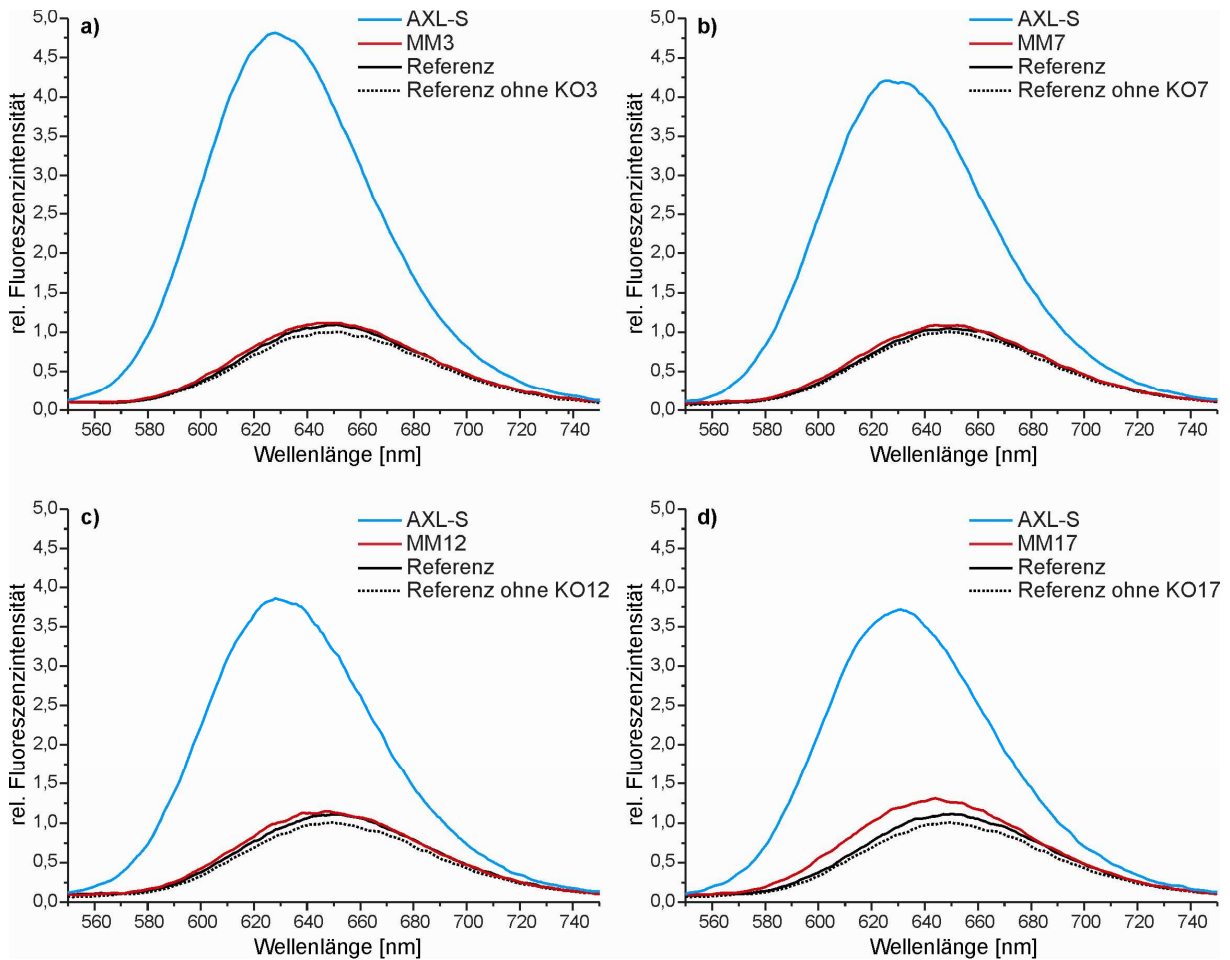 a)
AXL-S
MM3
Referenz
Referenz ohne KO3
rel. Fluoreszenzintensität
5,0
4,5
4,0
3,5
3,0
2,5
2,0
1,5
1,0
0,5
0,0
560 580 600 620 640 660 680 700 720 740
Wellenlänge [nm]
b)
AXL-S
MM7
Referenz
Referenz ohne KO7
rel. Fluoreszenzintensität
5,0
4,5
4,0
3,5
3,0
2,5
2,0
1,5
1,0
0,5
0,0
560 580 600 620 640 660 680 700 720 740
Wellenlänge [nm]
c)
AXL-S
MM12
Referenz
Referenz ohne KO12
rel. Fluoreszenzintensität
5,0
4,5
4,0
3,5
3,0
2,5
2,0
1,5
1,0
0,5
0,0
560 580 600 620 640 660 680 700 720 740
Wellenlänge [nm]
d)
AXL-S
MM17
Referenz
Referenz ohne KO17
rel. Fluoreszenzintensität
5,0
4,5
4,0
3,5
3,0
2,5
2,0
1,5
1,0
0,5
0,0
560 580 600 620 640 660 680 700 720 740
Wellenlänge [nm]